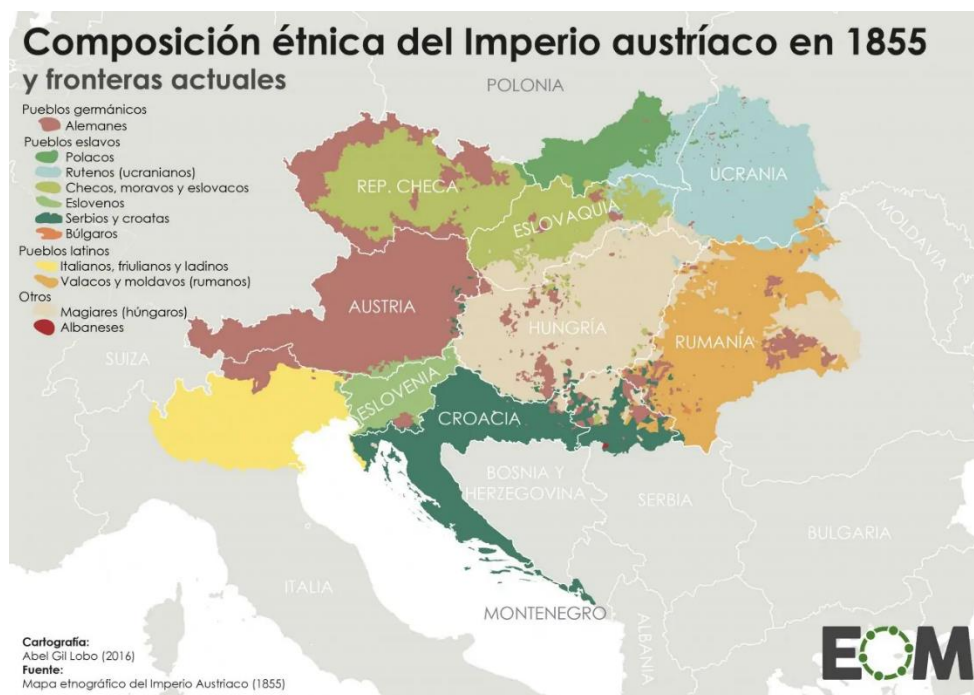 Composición étnica del Imperio austríaco en 1855
y fronteras actuales
Pueblos germánicos
Alemanes
Pueblos eslavos
Polacos
Rutenos (ucranianos)
Checos, moravos y eslovacos
Eslovenos
Serbios y croatas
Búlgaros
Pueblos latinos
Italianos, friulianos y ladinos
Valacos y moldavos (rumanos)
Otros
Magiares (húngaros)
Albaneses
POLONIA
REP. CHECA
UCRANIA
ESLOVAQUIA
MOLDAVIA
AUSTRIA
HUNGRÍA
RUMANÍA
SUIZA
ESLOVENIA
CROACIA
BOSNIA Y
HERZEGOVINA
SERBIA
BULGARIA
ITALIA
MONTENEGRO
ALBANIA
Cartografía:
Abel Gil Lobo (2016)
Fuente:
Mapa etnográfico del Imperio Austriaco (1855)
EOM